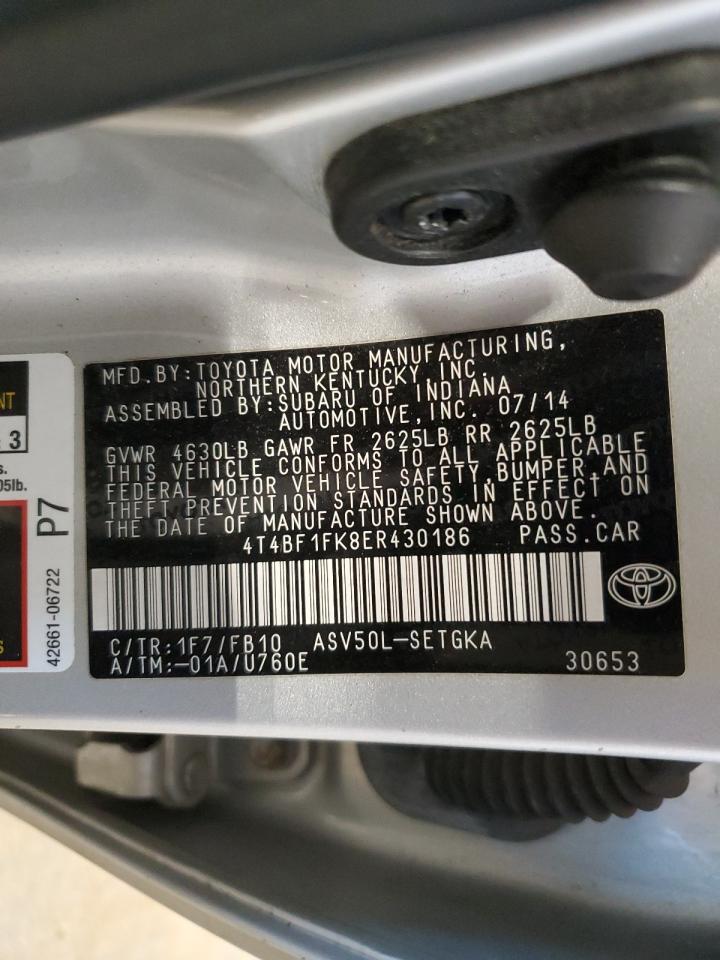 MFD.BY:TOYOTA MOTOR MANUFACTURING,
NORTHERN KENTUCKY INC.
ASSEMBLED BY:SUBARU OF INDIANA
AUTOMOTIVE,INC. 07/14
GVWR 4630LB GAWR FR 2625LB RR 2625LB
THIS VEHICLE CONFORMS TO ALL APPLICABLE
FEDERAL MOTOR VEHICLE SAFETY,BUMPER AND
THEFT PREVENTION STANDARDS IN EFFECT ON
THE DATE OF MANUFACTURE SHOWN ABOVE.
4T4BF1FK8ER430186 PASS.CAR
C/TR:1F7/FB10 ASV50L-SETGKA
A/TM:-01A/U760E 30653
NT
: 3
s.
05lb.
S
42661-06722 P7